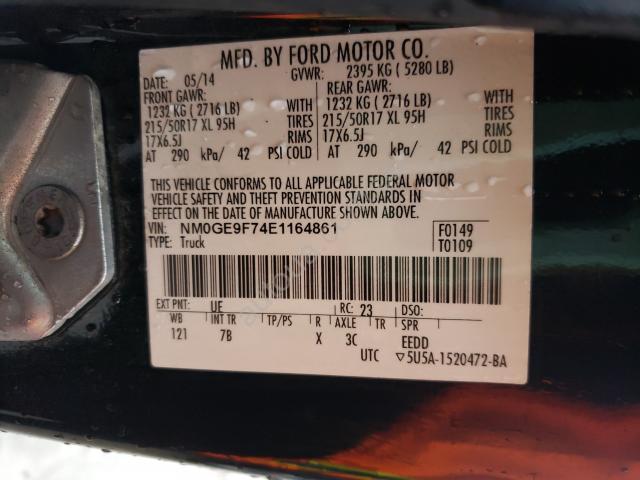 MFD. BY FORD MOTOR CO.
DATE: 05/14 GVWR: 2395 KG ( 5280 LB)
FRONT GAWR: REAR GAWR:
1232 KG ( 2716 LB) WITH 1232 KG ( 2716 LB) WITH
215/50R17 XL 95H TIRES 215/50R17 XL 95H TIRES
17X6.5J RIMS 17X6.5J RIMS
AT 290 kPa/ 42 PSI COLD AT 290 kPa/ 42 PSI COLD
THIS VEHICLE CONFORMS TO ALL APPLICABLE FEDERAL MOTOR
VEHICLE SAFETY AND THEFT PREVENTION STANDARDS IN
EFFECT ON THE DATE OF MANUFACTURE SHOWN ABOVE.
VIN: NM0GE9F74E1164861 F0149
TYPE: Truck T0109
EXT PNT: UE RC: 23 DSO:
WB INT TR TP/PS R AXLE TR SPR
121 7B X 3C EEDD
UTC 5U5A-1520472-BA